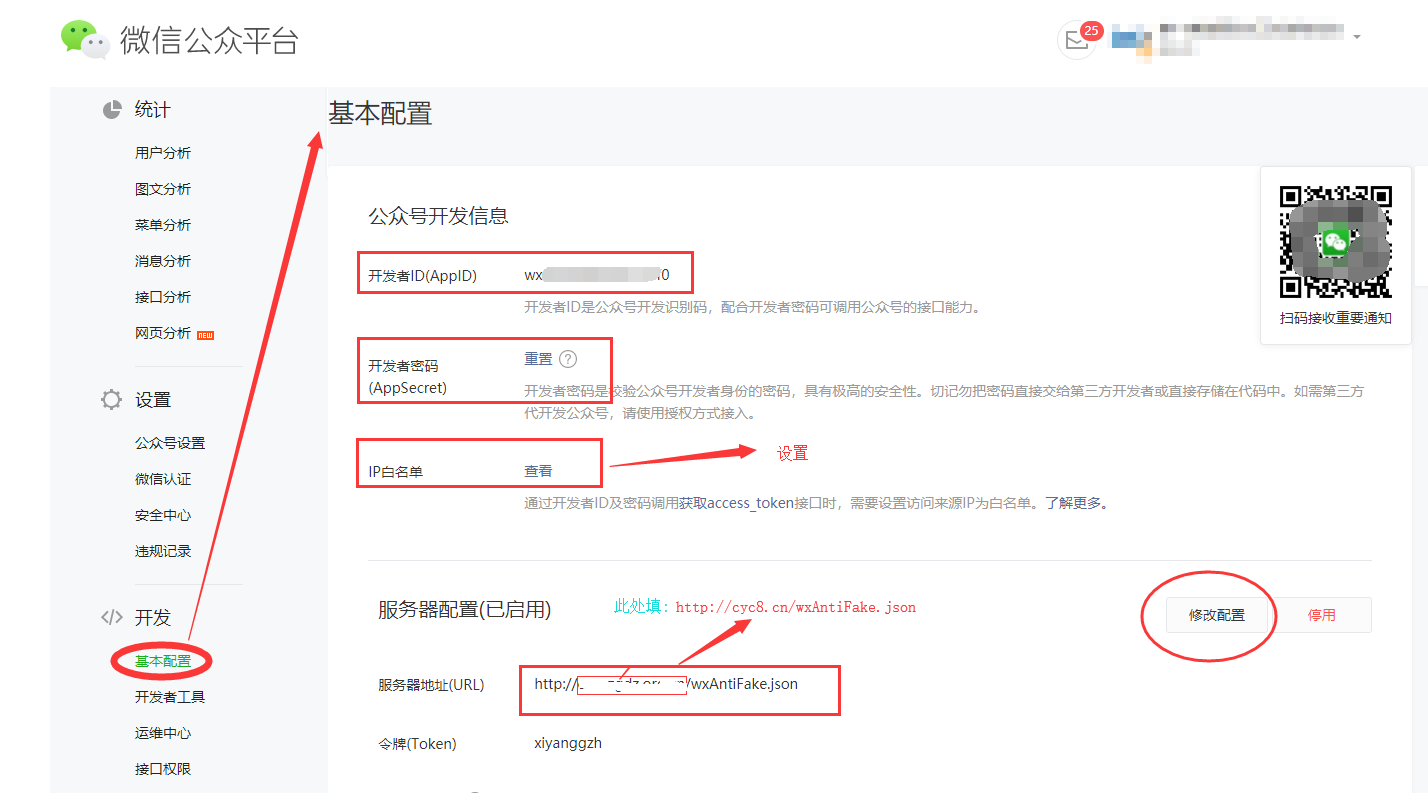 微信公众平台
25
统计
用户分析
图文分析
菜单分析
消息分析
接口分析
网页分析 NEW
设置
公众号设置
微信认证
安全中心
违规记录
开发
基本配置
开发者工具
运维中心
接口权限
基本配置
公众号开发信息
开发者ID(AppID) wx 0
开发者ID是公众号开发识别码，配合开发者密码可调用公众号的接口能力。
开发者密码 重置 ?
(AppSecret)
开发者密码是校验公众号开发者身份的密码，具有极高的安全性。切记勿把密码直接交给第三方开发者或直接存储在代码中。如需第三方
代开发公众号，请使用授权方式接入。
IP白名单 查看
设置
通过开发者ID及密码调用获取access_token接口时，需要设置访问来源IP为白名单。了解更多。
扫码接收重要通知
服务器配置(已启用)
此处填：http://cyc8.cn/wxAntiFake.json
修改配置 停用
服务器地址(URL) http:// /wxAntiFake.json
令牌(Token) xiyanggzh